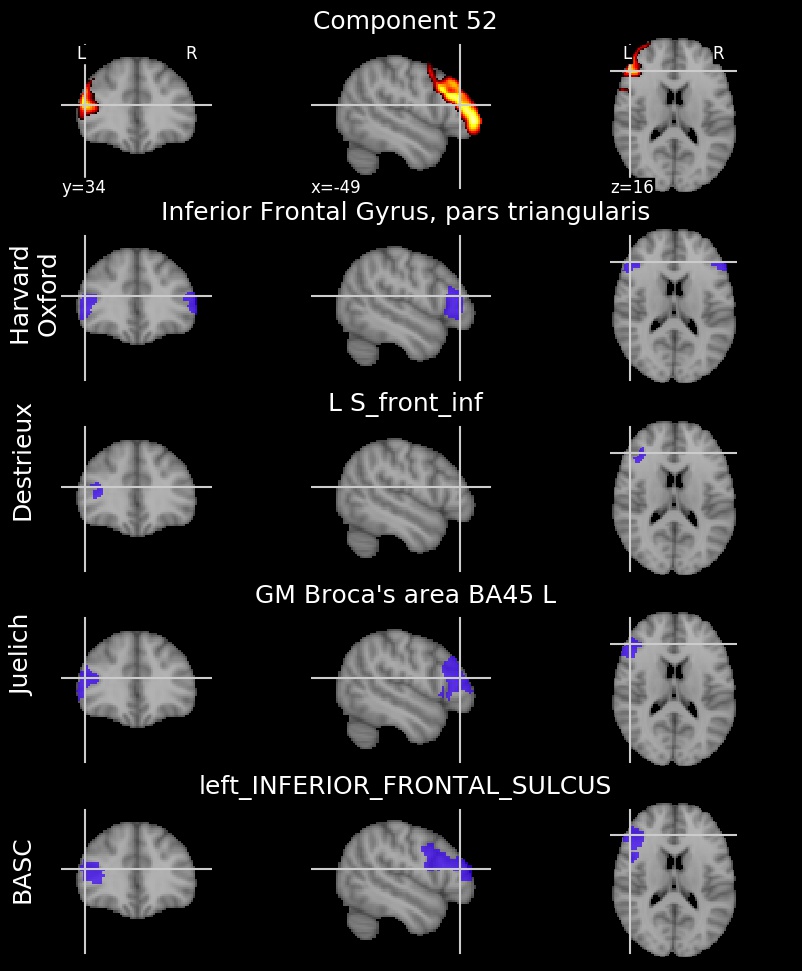 Component 52
L R
L R
y=34 x=-49 z=16
Inferior Frontal Gyrus, pars triangularis
Harvard
Oxford
L S_front_inf
Destrieux
GM Broca's area BA45 L
Juelich
left_INFERIOR_FRONTAL_SULCUS
BASC